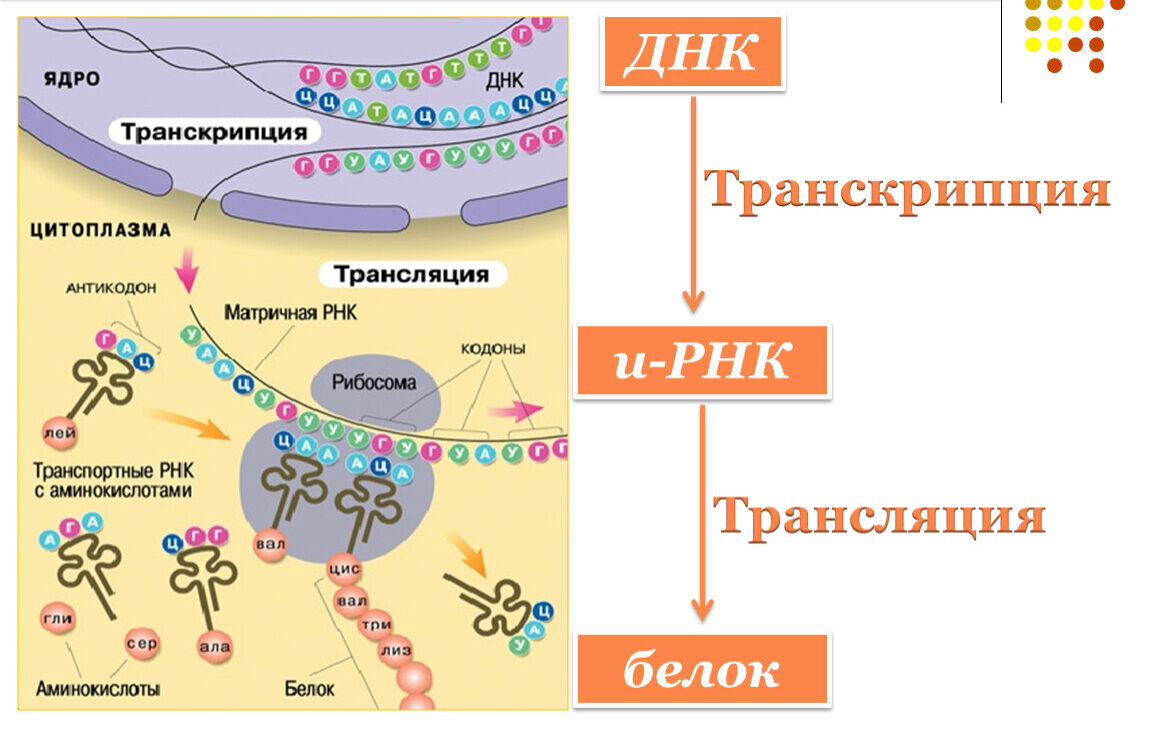 ЯДРО
ДНК
Г Г Т А Т Г Т Т Т Г Т
Ц Ц А Т А Ц А А А Ц Ц А
Транскрипция
Г Г У А У Г У У У Г Г
ЦИТОПЛАЗМА
Трансляция
АНТИКОДОН
Матричная РНК
КОДОНЫ
Г А Ц
Рибосома
У А А Ц У Г У У У Г У Г У А У Г Г
лей
Ц А А А Ц А
Транспортные РНК
с аминокислотами
А Г А
Ц Г Г
вал
цис
вал
три
лиз
гли
сер
ала
У А Ц
Аминокислоты
Белок
ДНК
Транскрипция
и-РНК
Трансляция
белок